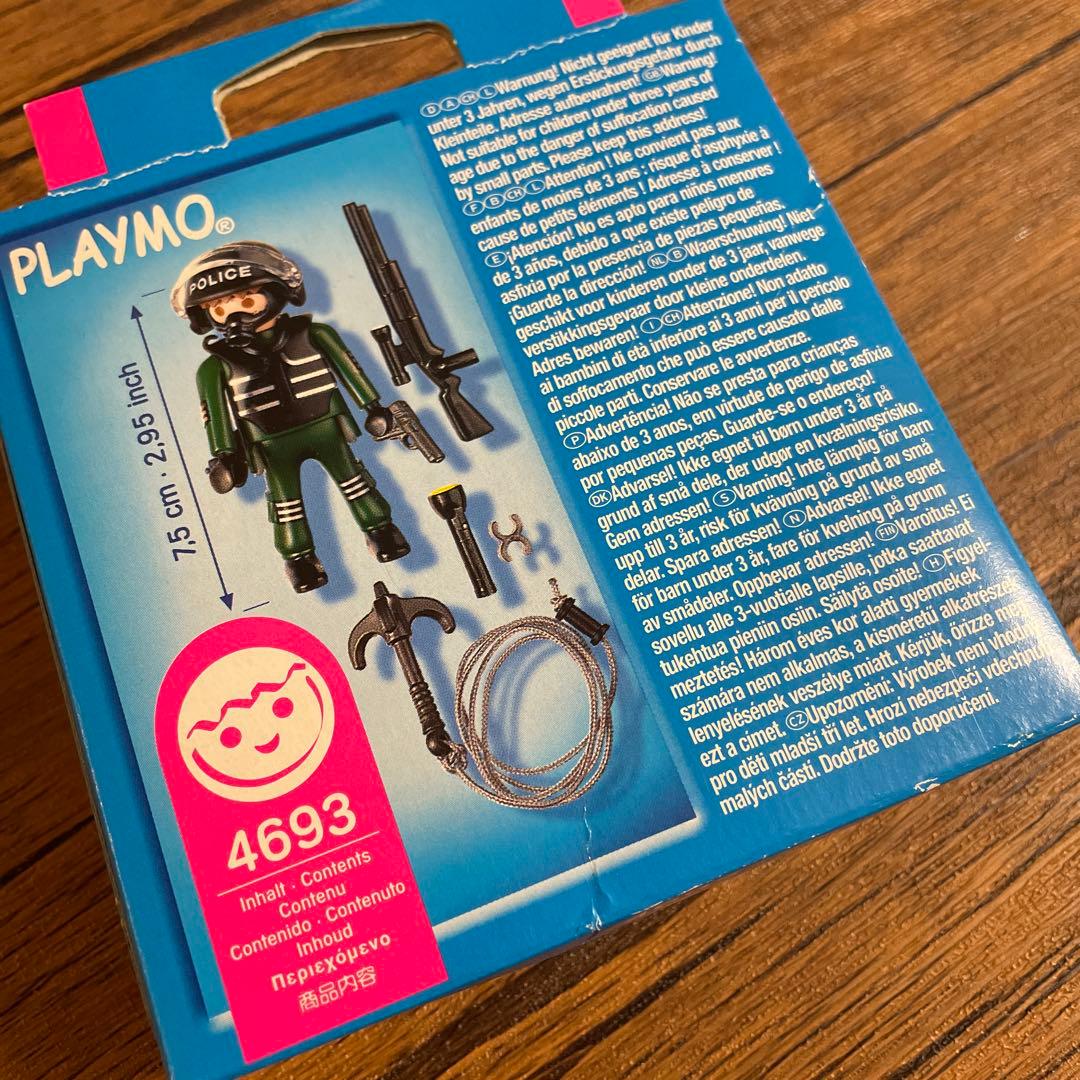 PLAYMO®
POLICE
7,5 cm · 2,95 inch
4693
Inhalt · Contents
Contenu
Contenido · Contenuto
Inhoud
Περιεχόμενο
商品内容
D A CH L Warnung! Nicht geeignet für Kinder
unter 3 Jahren, wegen Erstickungsgefahr durch
Kleinteile. Adresse aufbewahren! GB Warning!
Not suitable for children under three years of
age due to the danger of suffocation caused
by small parts. Please keep this address!
F B CH L Attention ! Ne convient pas aux
enfants de moins de 3 ans : risque d'asphyxie à
cause de petits éléments ! Adresse à conserver !
E ¡Atención! No es apto para niños menores
de 3 años, debido a que existe peligro de
asfixia por la presencia de piezas pequeñas.
¡Guarde la dirección! NL B Waarschuwing! Niet
geschikt voor kinderen onder de 3 jaar, vanwege
verstikkingsgevaar door kleine onderdelen.
Adres bewaren! I CH Attenzione! Non adatto
ai bambini di età inferiore ai 3 anni per il pericolo
di soffocamento che può essere causato dalle
piccole parti. Conservare le avvertenze.
P Advertência! Não se presta para crianças
abaixo de 3 anos, em virtude de perigo de asfixia
por pequenas peças. Guarde-se o endereço!
DK Advarsel! Ikke egnet til børn under 3 år på
grund af små dele, der udgør en kvælningsrisiko.
Gem adressen! S Varning! Inte lämplig för barn
upp till 3 år, risk för kvävning på grund av små
delar. Spara adressen! N Advarsel! Ikke egnet
for barn under 3 år, fare for kvelning på grunn
av smådeler. Oppbevar adressen! FIN Varoitus! Ei
sovellu alle 3-vuotialle lapsille, jotka saattavat
tukehtua pieniin osiin. Säilytä osoite! H Figyel-
meztetés! Három éves kor alatti gyermekek
számára nem alkalmas, a kisméretű alkatrészek
lenyelésének veszélye miatt. Kérjük, őrizze meg
ezt a címet. CZ Upozornění: Výrobek není vhodný
pro děti mladší tří let. Hrozí nebezpečí vdechnutí
malých částí. Dodržte toto doporučení.